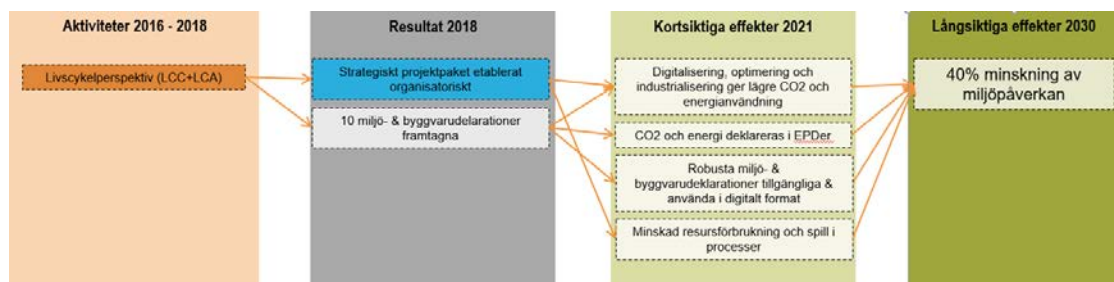 Aktiviteter 2016 - 2018
Livscykelperspektiv (LCC+LCA)
Resultat 2018
Strategiskt projektpaket etablerat
organisatoriskt
10 miljö- & byggvarudelarationer
framtagna
Kortsiktiga effekter 2021
Digitalisering, optimering och
industrialisering ger lägre CO2 och
energianvändning
CO2 och energi deklareras i EPDer
Robusta miljö- &
byggvarudeklarationer tillgängliga &
använda i digitalt format
Minskad resursförbrukning och spill i
processer
Långsiktiga effekter 2030
40% minskning av
miljöpåverkan